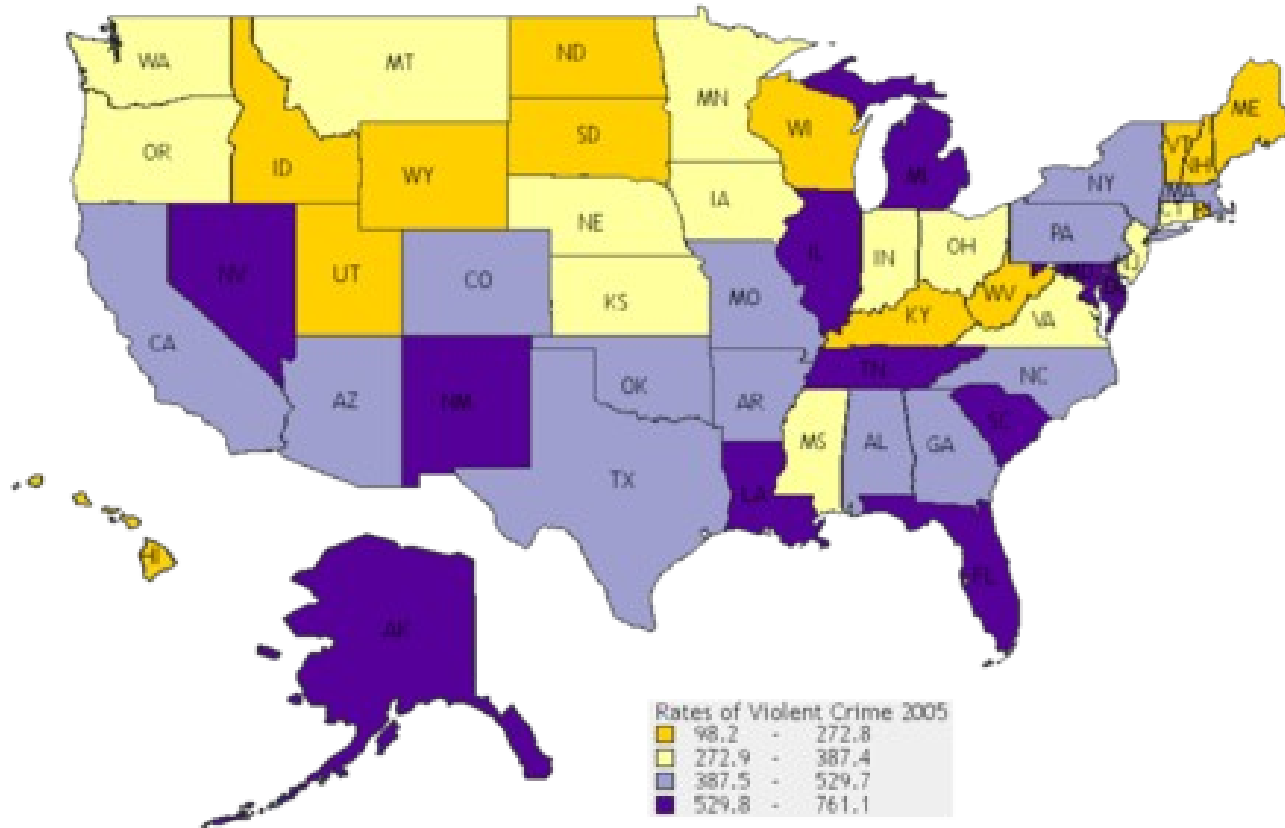 WA
MT
ND
MN
OR
ID
SD
WI
ME
VT
NH
WY
MI
NY
MA
IA
NE
CT
PA
NV
UT
CO
IL
IN
OH
NJ
MD
KS
MO
WV
VA
KY
CA
TN
NC
AZ
NM
OK
AR
SC
MS
AL
GA
TX
LA
HI
FL
AK
Rates of Violent Crime 2005
98.2 - 272.8
272.9 - 387.4
387.5 - 529.7
529.8 - 761.1